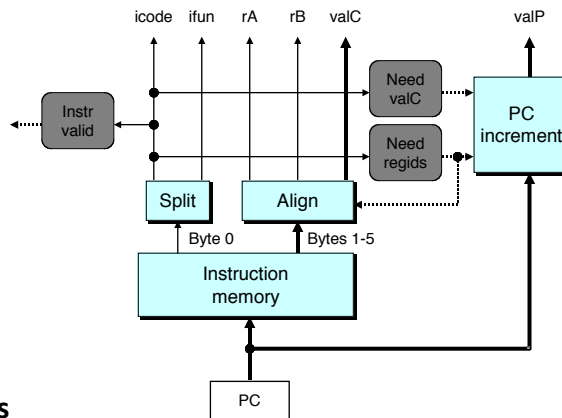 icode ifun rA rB valC valP
Need
valC
Instr
valid
PC
increment
Need
regids
Split
Align
Byte 0
Bytes 1-5
Instruction
memory
PC
s